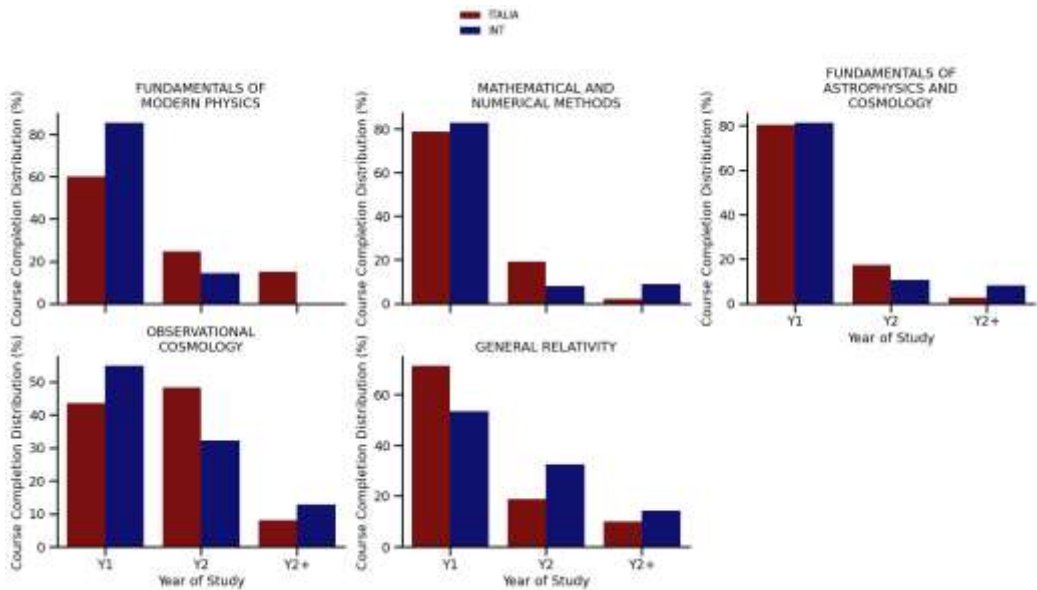 ITALIA
INT
FUNDAMENTALS OF
MODERN PHYSICS
Course Completion Distribution (%)
80
60
40
20
0
MATHEMATICAL AND
NUMERICAL METHODS
Course Completion Distribution (%)
80
60
40
20
0
FUNDAMENTALS OF
ASTROPHYSICS AND
COSMOLOGY
Course Completion Distribution (%)
80
60
40
20
0
Y1 Y2 Y2+
Year of Study
OBSERVATIONAL
COSMOLOGY
Course Completion Distribution (%)
50
40
30
20
10
0
Y1 Y2 Y2+
Year of Study
GENERAL RELATIVITY
Course Completion Distribution (%)
60
40
20
0
Y1 Y2 Y2+
Year of Study